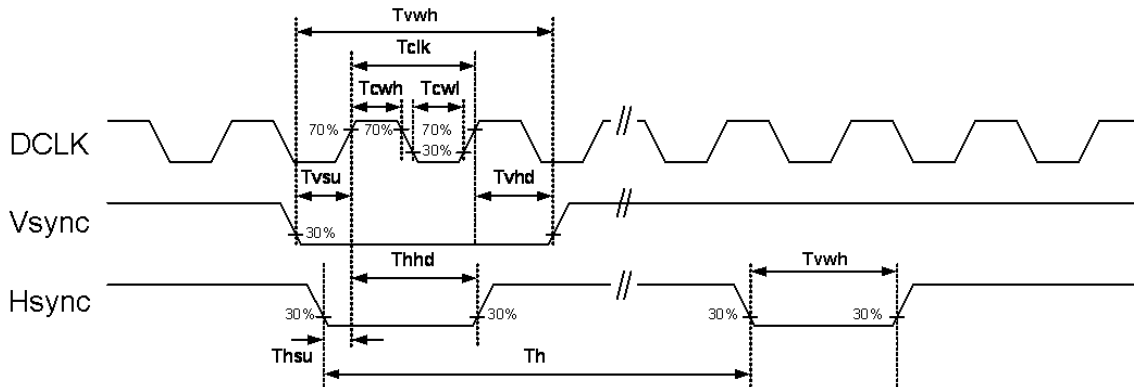 Tvwh
Tclk
Tcwh Tcwl
DCLK 70% 70% 70% //
30%
Tvsu Tvhd
Vsync 30% //
Thhd Tvwh
Hsync 30% 30% // 30% 30%
Thsu Th